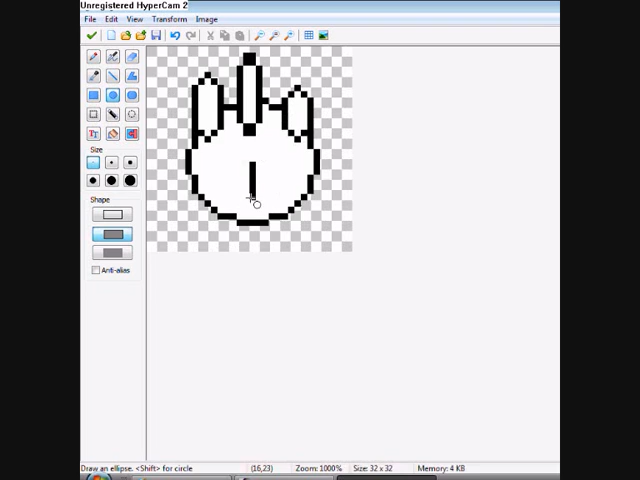 Unregistered HyperCam 2
File Edit View Transform Image
Size
Shape
Anti-alias
Draw an ellipse. <Shift> for circle (16,23) Zoom: 1000% Size: 32 x 32 Memory: 4 KB